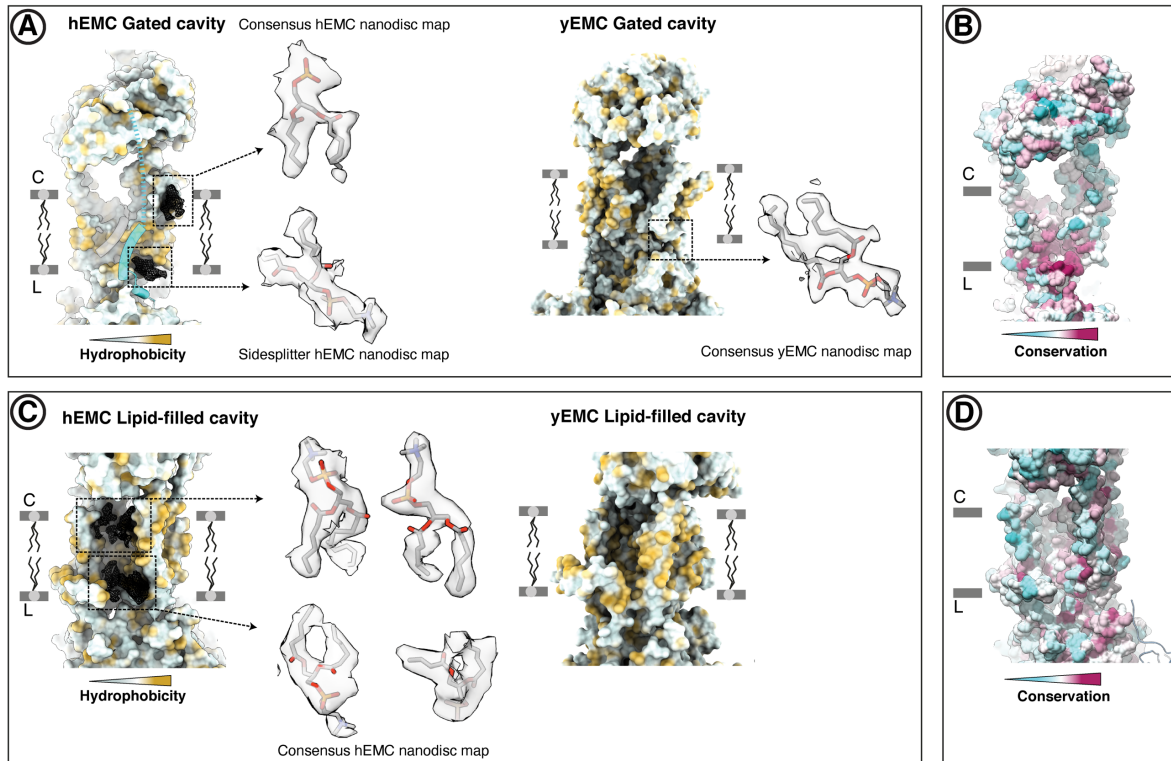 A
hEMC Gated cavity
Consensus hEMC nanodisc map
yEMC Gated cavity
C
L
Hydrophobicity
Sidesplitter hEMC nanodisc map
Consensus yEMC nanodisc map
B
C
L
Conservation
C
hEMC Lipid-filled cavity
yEMC Lipid-filled cavity
C
L
Hydrophobicity
Consensus hEMC nanodisc map
D
C
L
Conservation